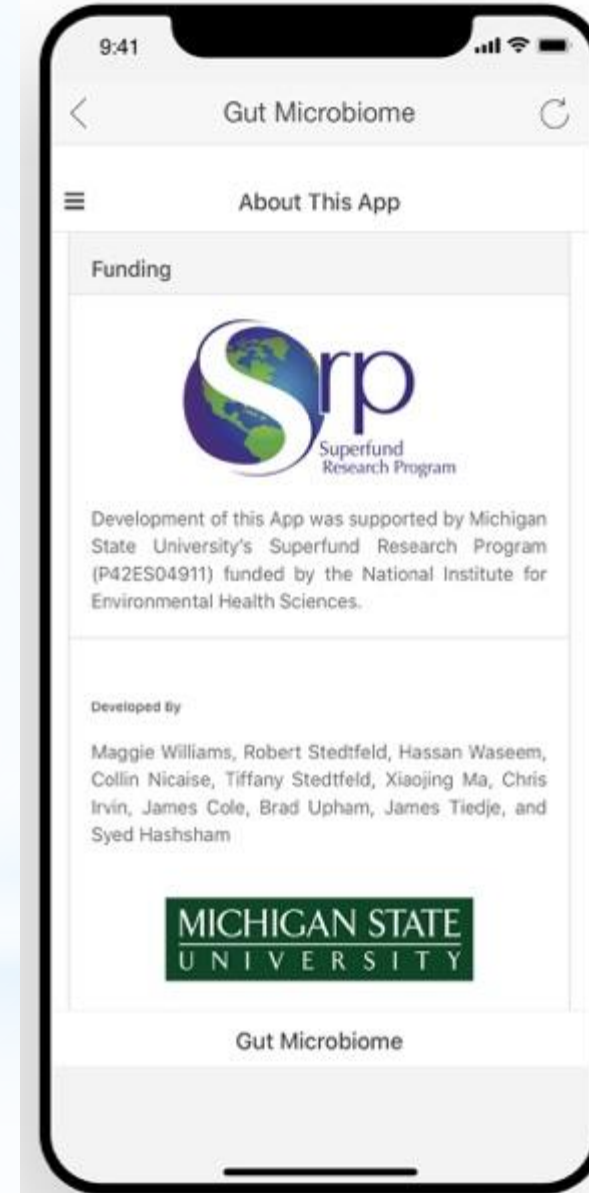 9:41
Gut Microbiome
About This App
Funding
Srp
Superfund
Research Program
Development of this App was supported by Michigan
State University's Superfund Research Program
(P42ES04911) funded by the National Institute for
Environmental Health Sciences.
Developed By
Maggie Williams, Robert Stedtfeld, Hassan Waseem,
Collin Nicaise, Tiffany Stedtfeld, Xiaojing Ma, Chris
Irvin, James Cole, Brad Upham, James Tiedje, and
Syed Hashsham
MICHIGAN STATE
UNIVERSITY
Gut Microbiome